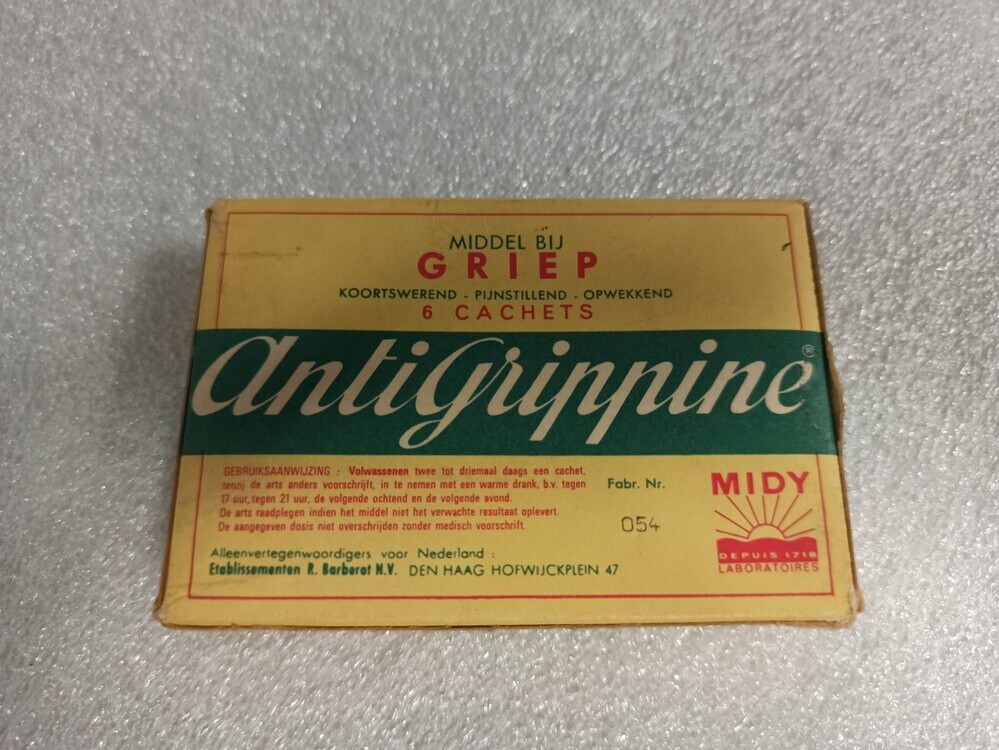 MIDDEL BIJ
GRIEP
KOORTSWEREND - PIJNSTILLEND - OPWEKKEND
6 CACHETS
AntiGrippine ®
GEBRUIKSAANWIJZING : Volwassenen twee tot driemaal daags een cachet,
tenzij de arts anders voorschrijft, in te nemen met een warme drank, b.v. tegen
17 uur, tegen 21 uur, de volgende ochtend en de volgende avond.
De arts raadplegen indien het middel niet het verwachte resultaat oplevert.
De aangegeven dosis niet overschrijden zonder medisch voorschrift.
Fabr. Nr.
054
Alleenvertegenwoordigers voor Nederland :
Etablissementen R. Barberot N.V. DEN HAAG HOFWIJCKPLEIN 47
MIDY
DEPUIS 1718
LABORATOIRES